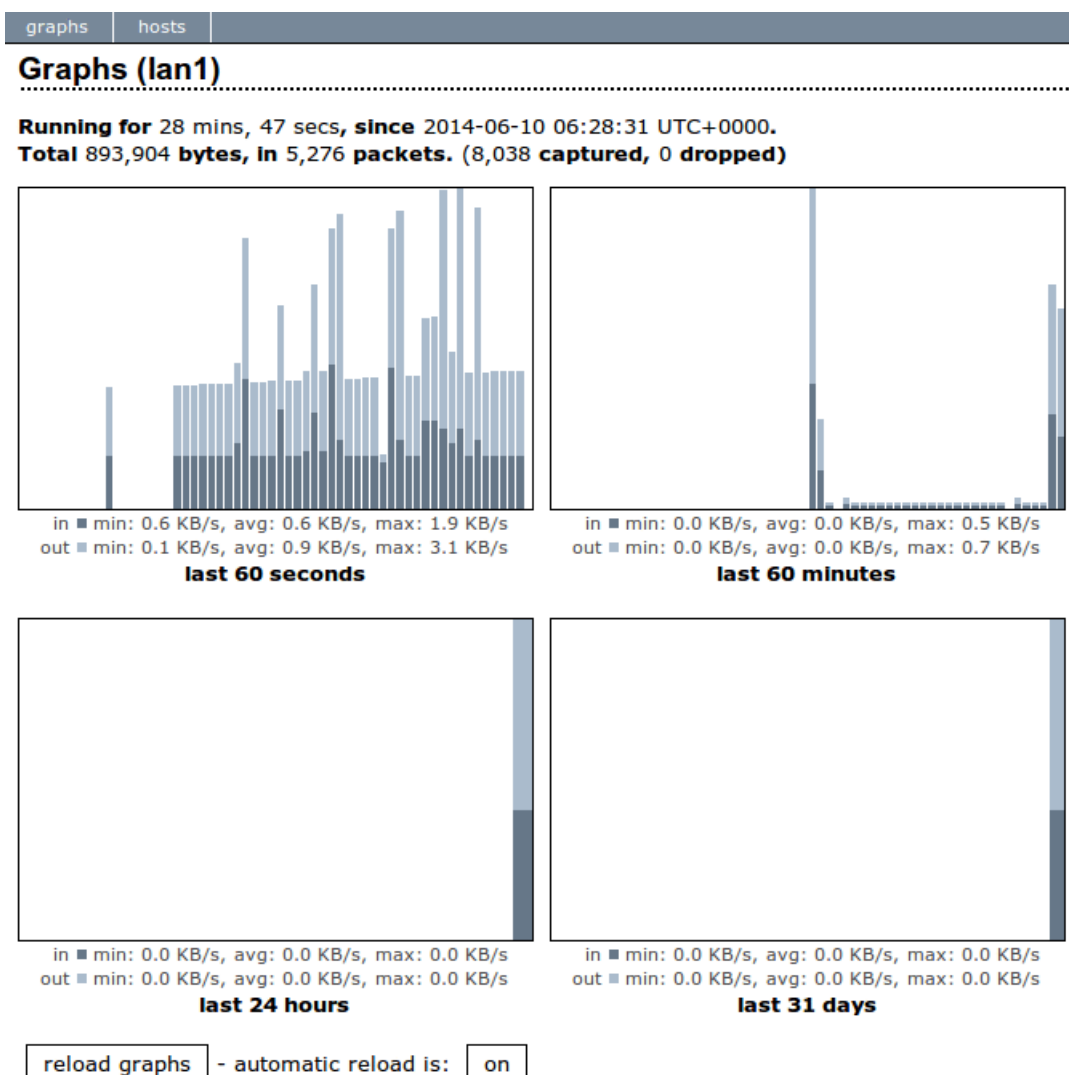 graphs hosts
Graphs (lan1)
Running for 28 mins, 47 secs, since 2014-06-10 06:28:31 UTC+0000.
Total 893,904 bytes, in 5,276 packets. (8,038 captured, 0 dropped)
in min: 0.6 KB/s, avg: 0.6 KB/s, max: 1.9 KB/s
out min: 0.1 KB/s, avg: 0.9 KB/s, max: 3.1 KB/s
last 60 seconds
in min: 0.0 KB/s, avg: 0.0 KB/s, max: 0.5 KB/s
out min: 0.0 KB/s, avg: 0.0 KB/s, max: 0.7 KB/s
last 60 minutes
in min: 0.0 KB/s, avg: 0.0 KB/s, max: 0.0 KB/s
out min: 0.0 KB/s, avg: 0.0 KB/s, max: 0.0 KB/s
last 24 hours
in min: 0.0 KB/s, avg: 0.0 KB/s, max: 0.0 KB/s
out min: 0.0 KB/s, avg: 0.0 KB/s, max: 0.0 KB/s
last 31 days
reload graphs - automatic reload is: on